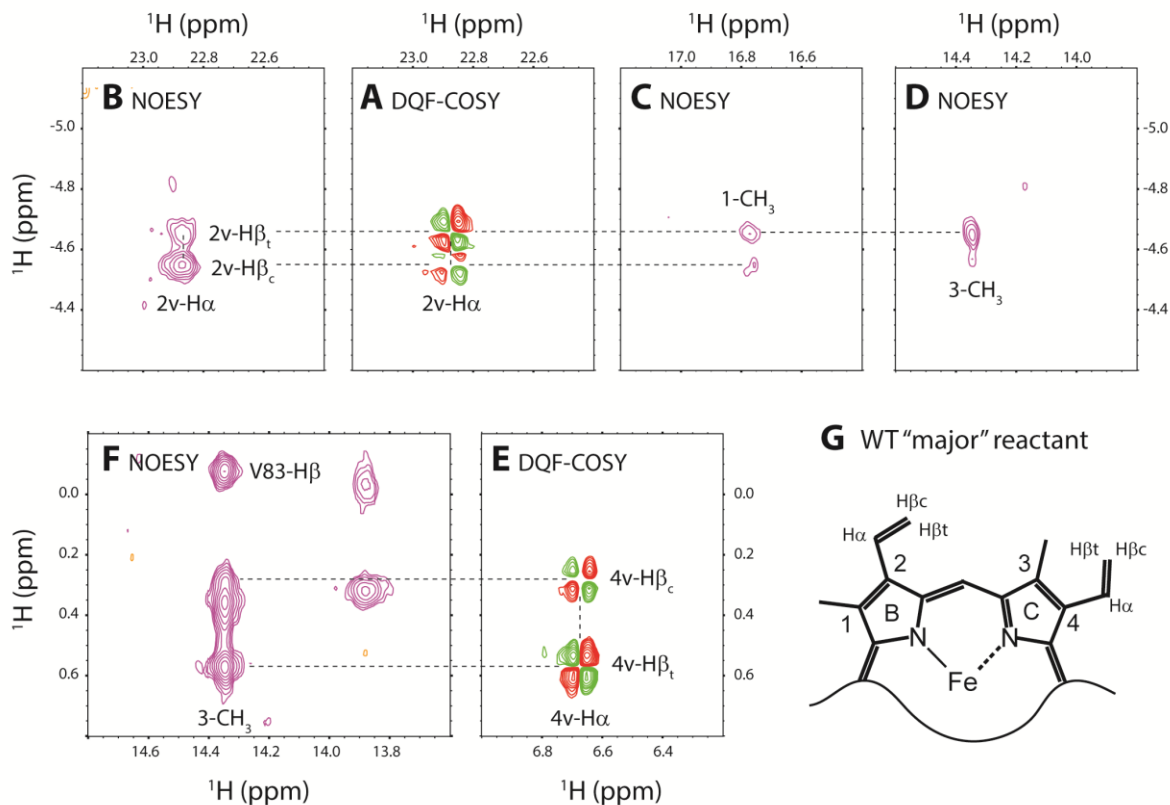 ¹H (ppm) ¹H (ppm) ¹H (ppm) ¹H (ppm)
23.0 22.8 22.6 23.0 22.8 22.6 17.0 16.8 16.6 14.4 14.2 14.0
B NOESY A DQF-COSY C NOESY D NOESY
-5.0 -5.0
-4.8 -4.8
1-CH₃
2v-Hβt
-4.6 -4.6
2v-Hβc
2v-Hα 2v-Hα 3-CH₃
-4.4 -4.4
¹H (ppm) ¹H (ppm)
F NOESY V83-Hβ E DQF-COSY G WT "major" reactant
0.0 0.0
0.2 0.2
4v-Hβc
0.4 0.4
4v-Hβt
0.6 0.6
3-CH₃ 4v-Hα
14.6 14.4 14.2 14.0 13.8 6.8 6.6 6.4
¹H (ppm) ¹H (ppm)
¹H (ppm) ¹H (ppm)
Hβc
Hα Hβt Hβt Hβc
2 3
Hα
1 B C 4
N N
Fe